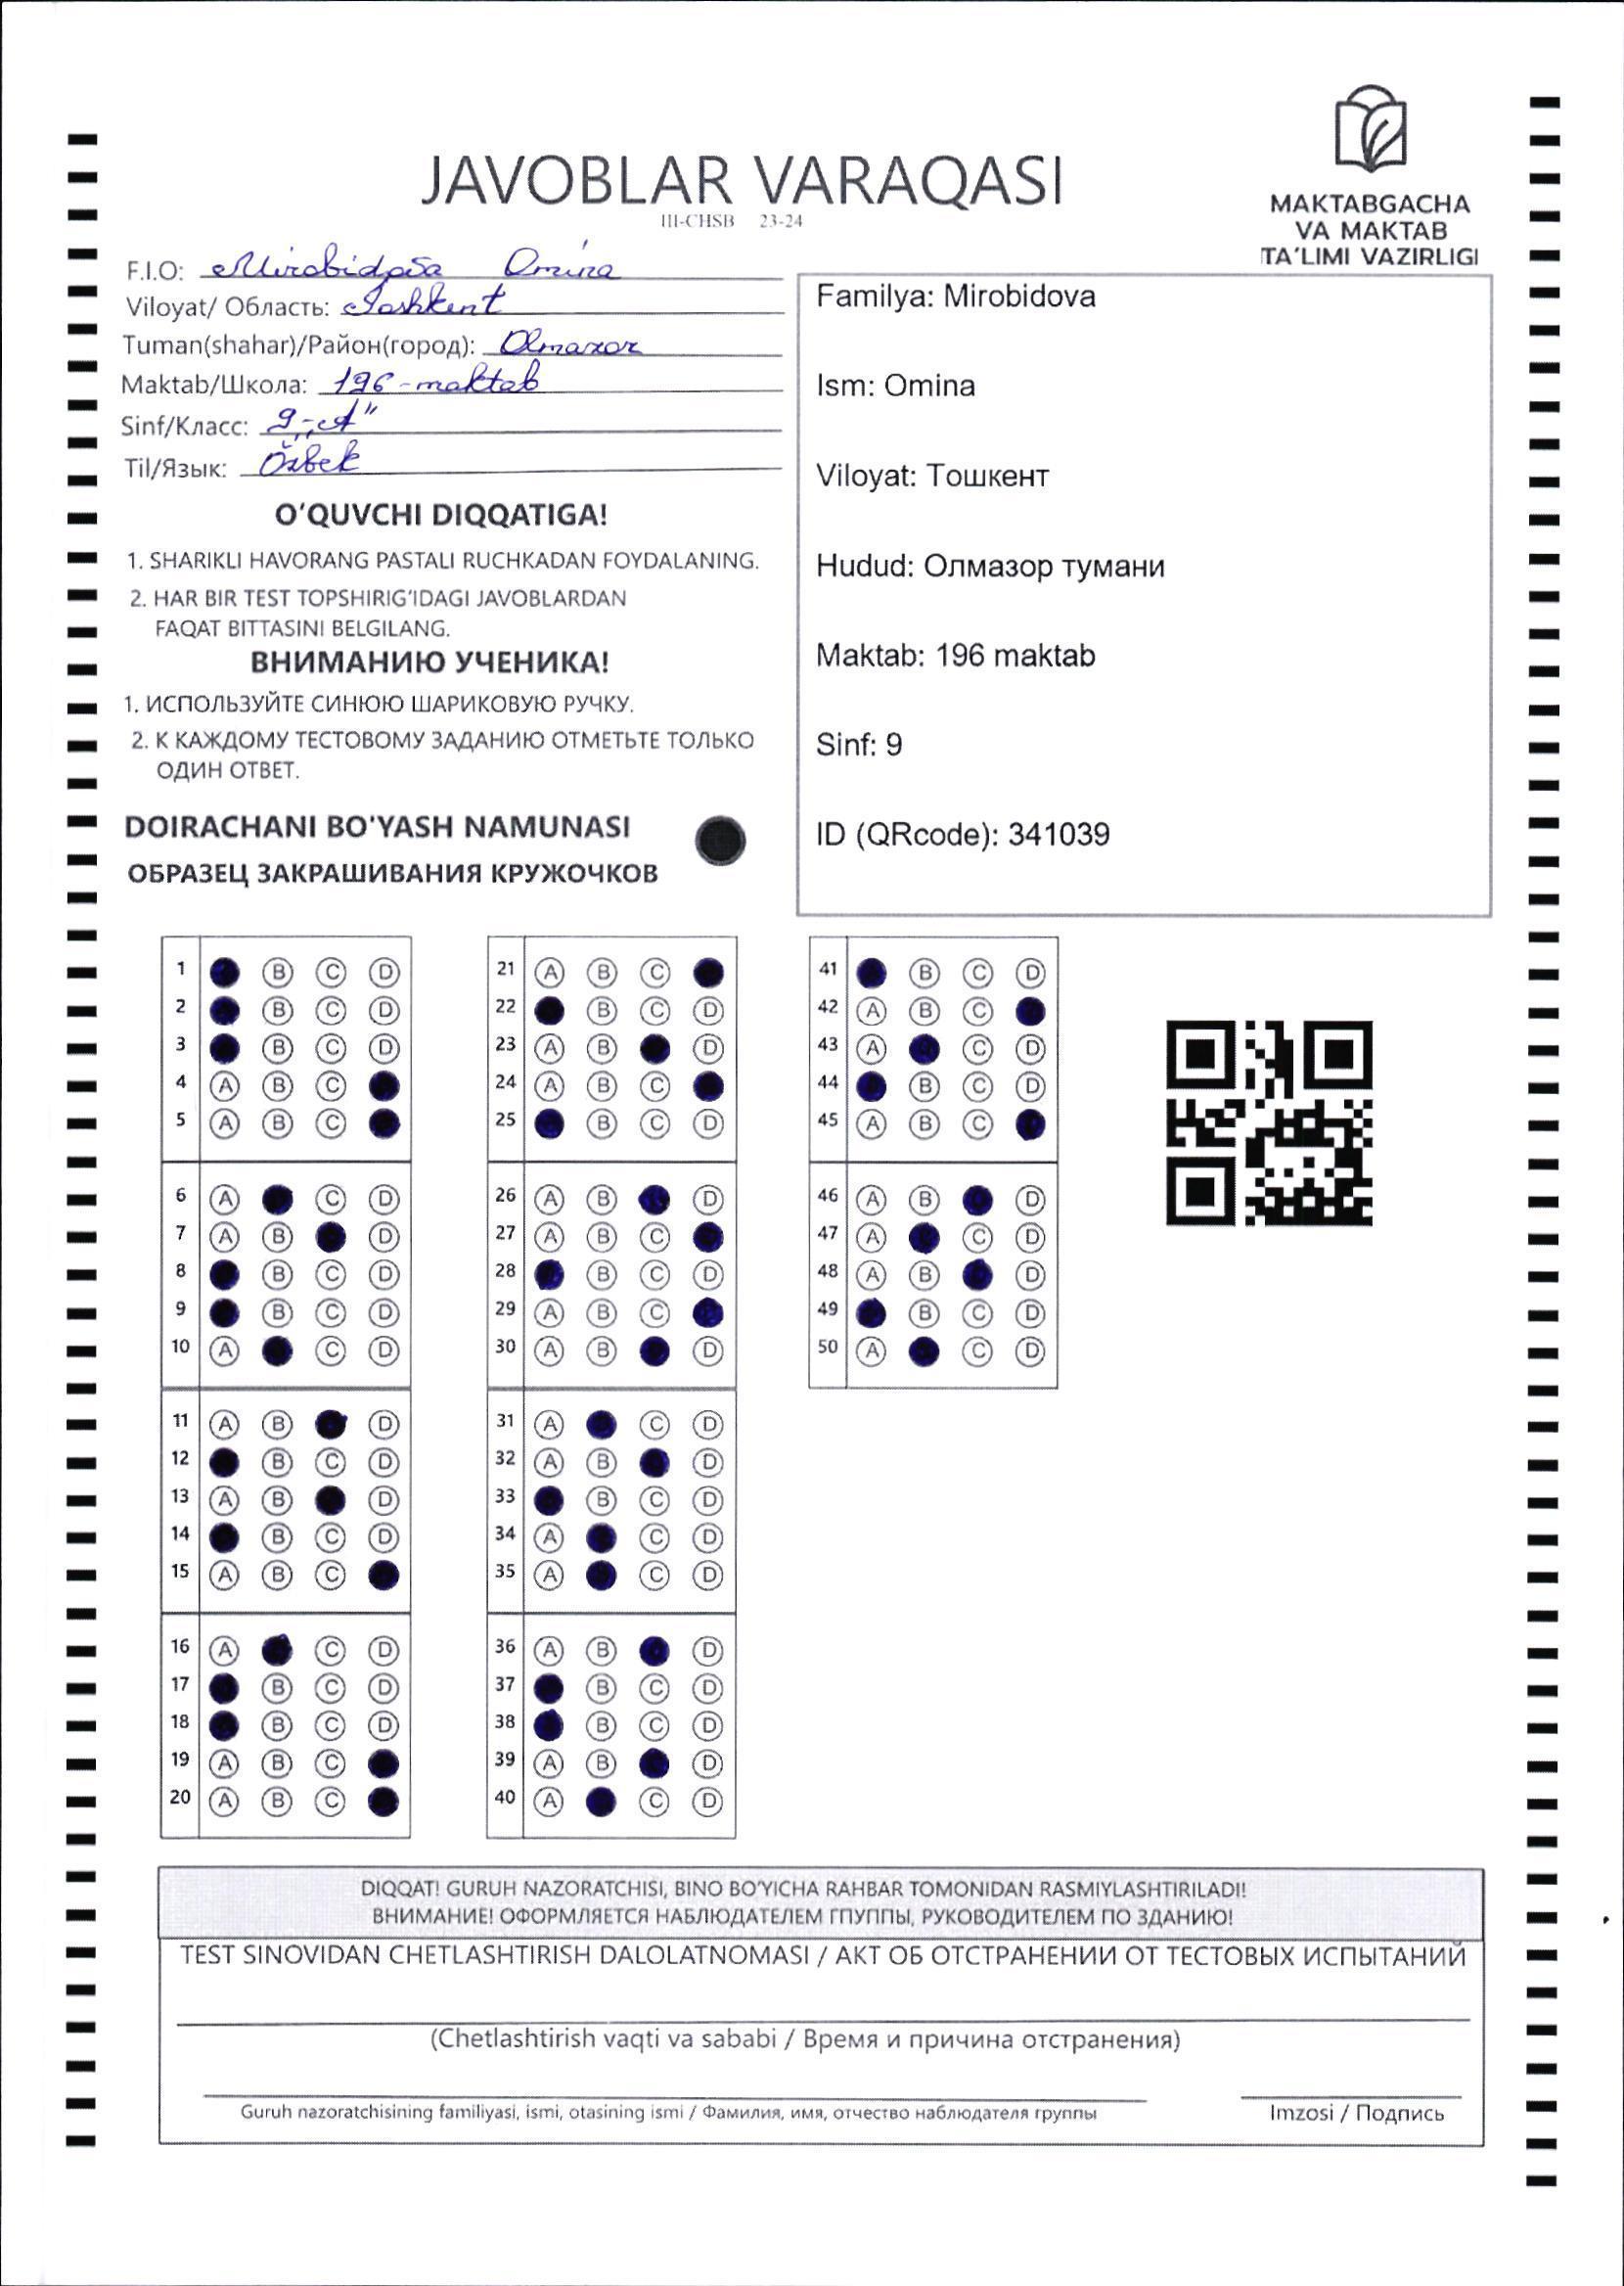 JAVOBLAR VARAQASI
III-CHSB 23-24
MAKTABGACHA
VA MAKTAB
TA'LIMI VAZIRLIGI
F.I.O: Mirobidova Omina
Viloyat/ Область: Toshkent
Tuman(shahar)/Район(город): Olmazor
Maktab/Школа: 196-maktab
Sinf/Класс: 9-„A"
Til/Язык: Òzbek
Familya: Mirobidova
Ism: Omina
Viloyat: Тошкент
Hudud: Олмазор тумани
Maktab: 196 maktab
Sinf: 9
ID (QRcode): 341039
O'QUVCHI DIQQATIGA!
1. SHARIKLI HAVORANG PASTALI RUCHKADAN FOYDALANING.
2. HAR BIR TEST TOPSHIRIG'IDAGI JAVOBLARDAN
FAQAT BITTASINI BELGILANG.
ВНИМАНИЮ УЧЕНИКА!
1. ИСПОЛЬЗУЙТЕ СИНЮЮ ШАРИКОВУЮ РУЧКУ.
2. К КАЖДОМУ ТЕСТОВОМУ ЗАДАНИЮ ОТМЕТЬТЕ ТОЛЬКО
ОДИН ОТВЕТ.
DOIRACHANI BO'YASH NAMUNASI
ОБРАЗЕЦ ЗАКРАШИВАНИЯ КРУЖОЧКОВ
1 B C D
2 B C D
3 B C D
4 A B C
5 A B C
6 A C D
7 A B D
8 B C D
9 B C D
10 A C D
11 A B D
12 B C D
13 A B D
14 B C D
15 A B C
16 A C D
17 B C D
18 B C D
19 A B C
20 A B C
21 A B C
22 B C D
23 A B D
24 A B C
25 B C D
26 A B D
27 A B C
28 B C D
29 A B C
30 A B D
31 A C D
32 A B D
33 B C D
34 A C D
35 A C D
36 A B D
37 B C D
38 B C D
39 A B D
40 A C D
41 B C D
42 A B C
43 A C D
44 B C D
45 A B C
46 A B D
47 A C D
48 A B D
49 B C D
50 A C D
DIQQAT! GURUH NAZORATCHISI, BINO BO'YICHA RAHBAR TOMONIDAN RASMIYLASHTIRILADI!
ВНИМАНИЕ! ОФОРМЛЯЕТСЯ НАБЛЮДАТЕЛЕМ ГПУППЫ, РУКОВОДИТЕЛЕМ ПО ЗДАНИЮ!
TEST SINOVIDAN CHETLASHTIRISH DALOLATNOMASI / АКТ ОБ ОТСТРАНЕНИИ ОТ ТЕСТОВЫХ ИСПЫТАНИЙ
(Chetlashtirish vaqti va sababi / Время и причина отстранения)
Guruh nazoratchisining familiyasi, ismi, otasining ismi / Фамилия, имя, отчество наблюдателя группы
Imzosi / Подпись